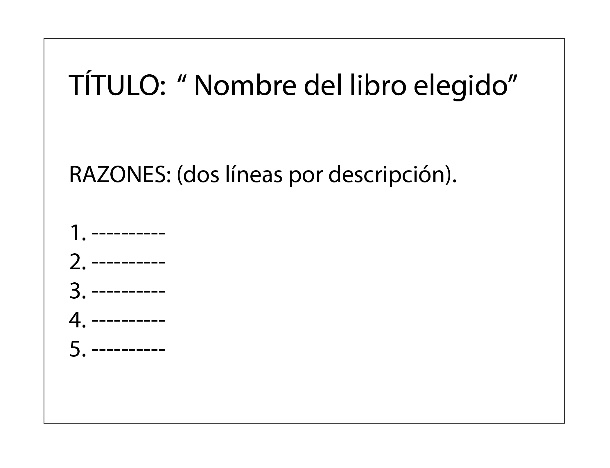 TÍTULO: “ Nombre del libro elegido”
RAZONES: (dos líneas por descripción).
1. ----------
2. ----------
3. ----------
4. ----------
5. ----------